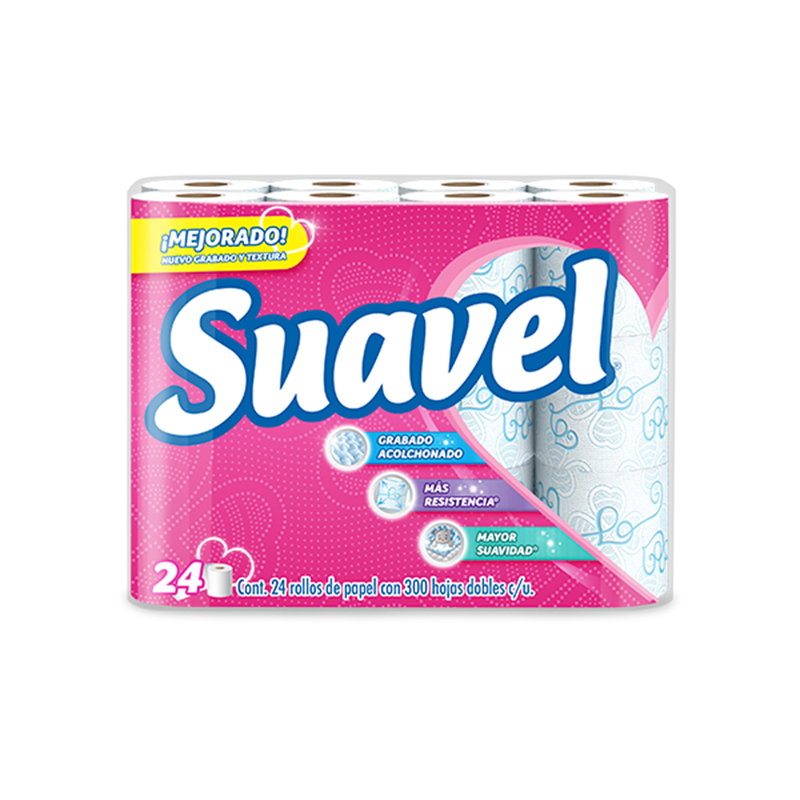 ¡MEJORADO!
NUEVO GRABADO Y TEXTURA
Suavel
GRABADO
ACOLCHONADO
MÁS
RESISTENCIA®
MAYOR
SUAVIDAD®
24
Cont. 24 rollos de papel con 300 hojas dobles c/u.